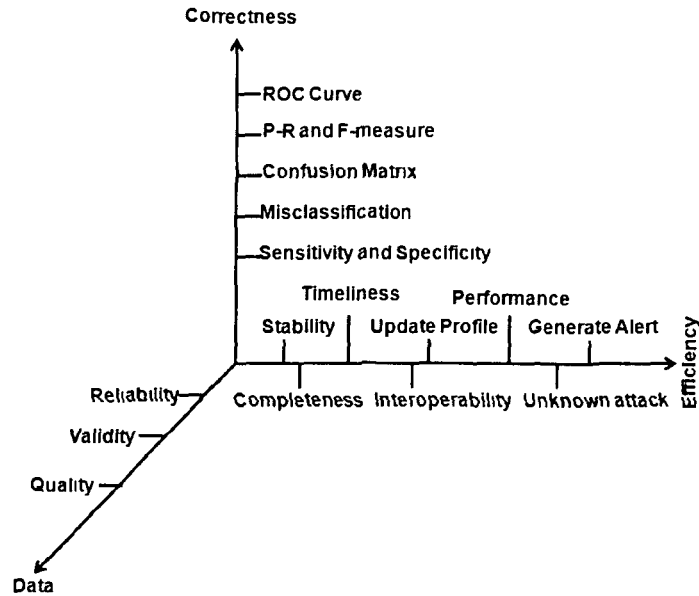 Correctness
ROC Curve
P-R and F-measure
Confusion Matrix
Misclassification
Sensitivity and Specificity
Timeliness
Performance
Stability
Update Profile
Generate Alert
Efficiency
Reliability
Completeness
Interoperability
Unknown attack
Validity
Quality
Data